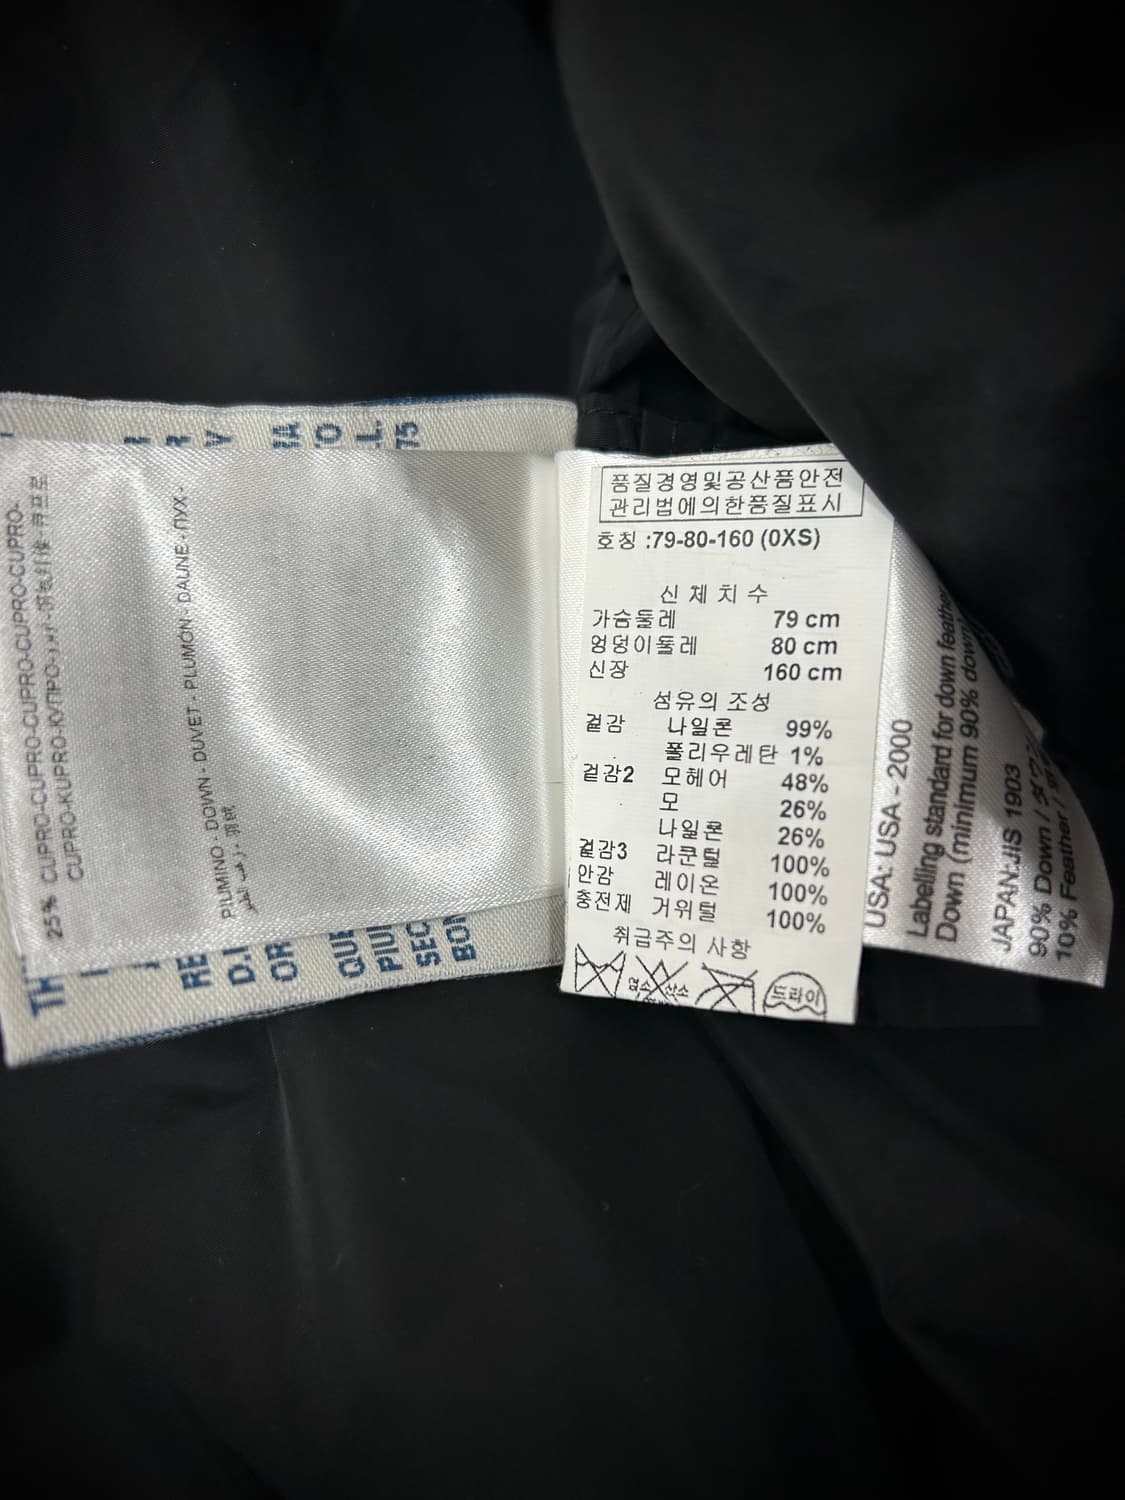 품질경영및공산품안전
관리법에의한품질표시
호칭 :79-80-160 (0XS)
신 체 치 수
가슴둘레 79 cm
엉덩이둘레 80 cm
신장 160 cm
섬유의 조성
겉감 나일론 99%
폴리우레탄 1%
겉감2 모헤어 48%
모 26%
나일론 26%
겉감3 라쿤털 100%
안감 레이온 100%
충전제 거위털 100%
취급주의 사항
드라이
25% CUPRO-CUPRO-CUPRO-CUPRO-CUPRO-
CUPRO-KUPRO-КУПРО-
PIUMINO - DOWN - DUVET - PLUMÓN - DAUNE - ПУХ -
USA: USA - 2000
Labelling standard for down feather
Down (minimum 90% down)
JAPAN:JIS 1903
90% Down /
10% Feather /
75